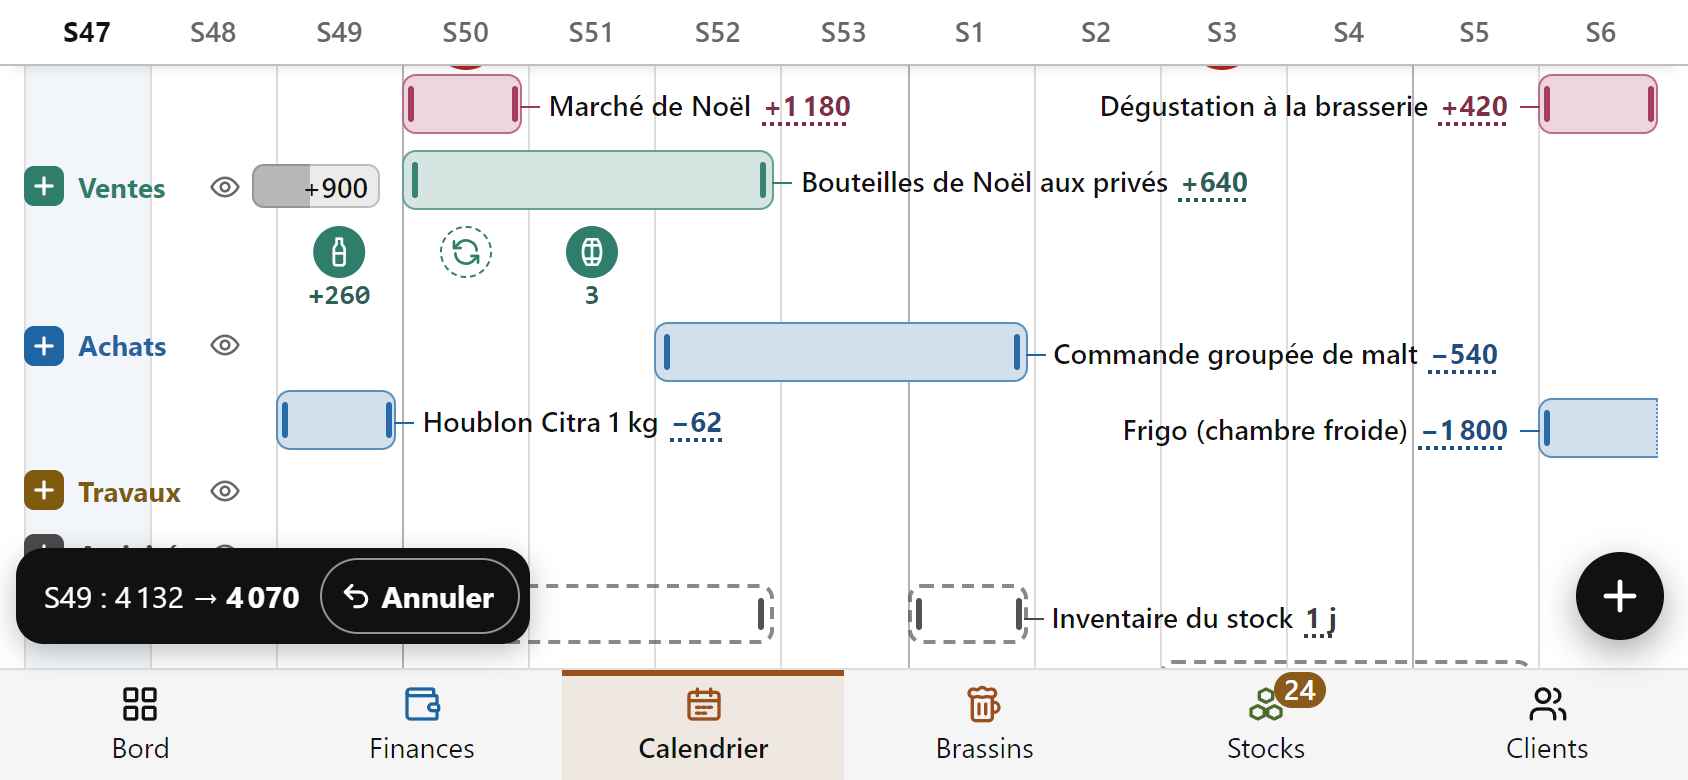 S47 S48 S49 S50 S51 S52 S53 S1 S2 S3 S4 S5 S6
Marché de Noël +1 180
Dégustation à la brasserie +420
Ventes
+900
Bouteilles de Noël aux privés +640
+260
3
Achats
Commande groupée de malt −540
Houblon Citra 1 kg −62
Frigo (chambre froide) −1 800
Travaux
S49 : 4 132 → 4 070
Annuler
Inventaire du stock 1 j
24
Bord Finances Calendrier Brassins Stocks Clients